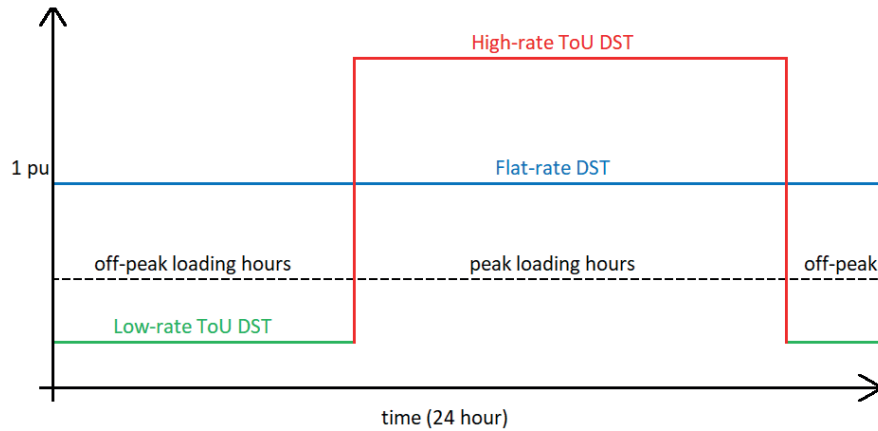 High-rate ToU DST
1 pu
Flat-rate DST
off-peak loading hours
peak loading hours
off-peak
Low-rate ToU DST
time (24 hour)